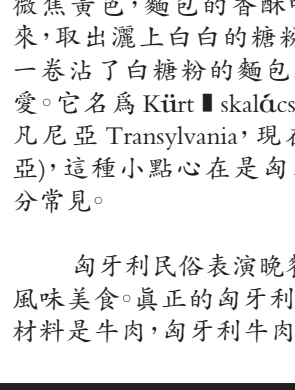 微焦黃色，麵包的香酥
來，取出灑上白白的糖粉
一卷沾了白糖粉的麵包
愛。它名爲 Kürt▮skalács
凡尼亞 Transylvania，現在
亞)，這種小點心在是匈
分常見。
匈牙利民俗表演晚餐
風味美食。眞正的匈牙利
材料是牛肉，匈牙利牛肉